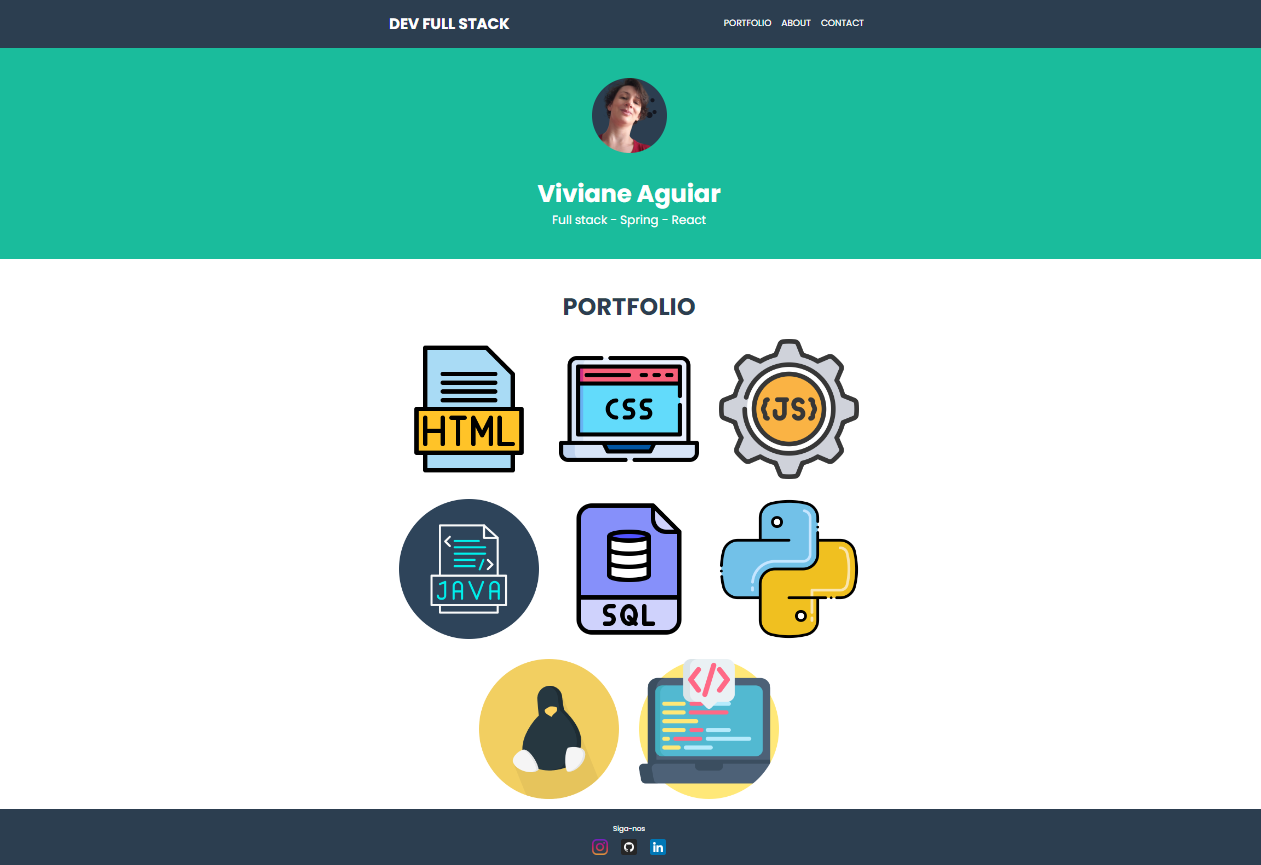 DEV FULL STACK
PORTFOLIO ABOUT CONTACT
Viviane Aguiar
Full stack - Spring - React
PORTFOLIO
HTML
CSS
{JS}
JAVA
SQL
</>
Siga-nos
in